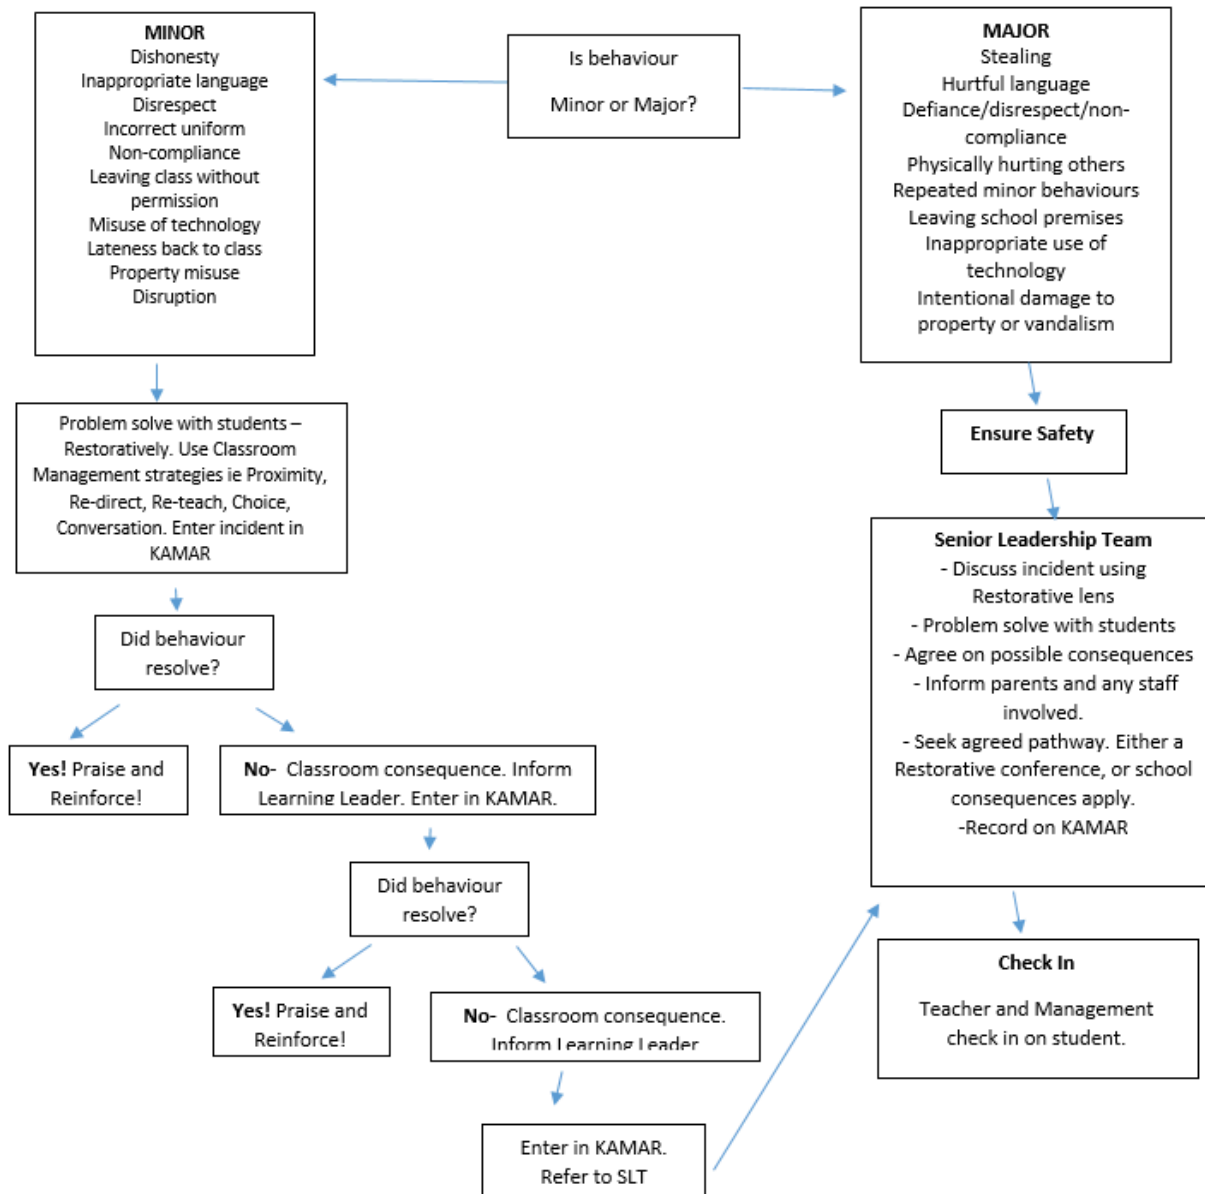 Is behaviour
Minor or Major?
MINOR
Dishonesty
Inappropriate language
Disrespect
Incorrect uniform
Non-compliance
Leaving class without
permission
Misuse of technology
Lateness back to class
Property misuse
Disruption
MAJOR
Stealing
Hurtful language
Defiance/disrespect/non-
compliance
Physically hurting others
Repeated minor behaviours
Leaving school premises
Inappropriate use of
technology
Intentional damage to
property or vandalism
Problem solve with students –
Restoratively. Use Classroom
Management strategies ie Proximity,
Re-direct, Re-teach, Choice,
Conversation. Enter incident in
KAMAR
Did behaviour
resolve?
Yes! Praise and
Reinforce!
No- Classroom consequence. Inform
Learning Leader. Enter in KAMAR.
Did behaviour
resolve?
Yes! Praise and
Reinforce!
No- Classroom consequence.
Inform Learning Leader
Enter in KAMAR.
Refer to SLT
Ensure Safety
Senior Leadership Team
- Discuss incident using
Restorative lens
- Problem solve with students
- Agree on possible consequences
- Inform parents and any staff
involved.
- Seek agreed pathway. Either a
Restorative conference, or school
consequences apply.
-Record on KAMAR
Check In
Teacher and Management
check in on student.